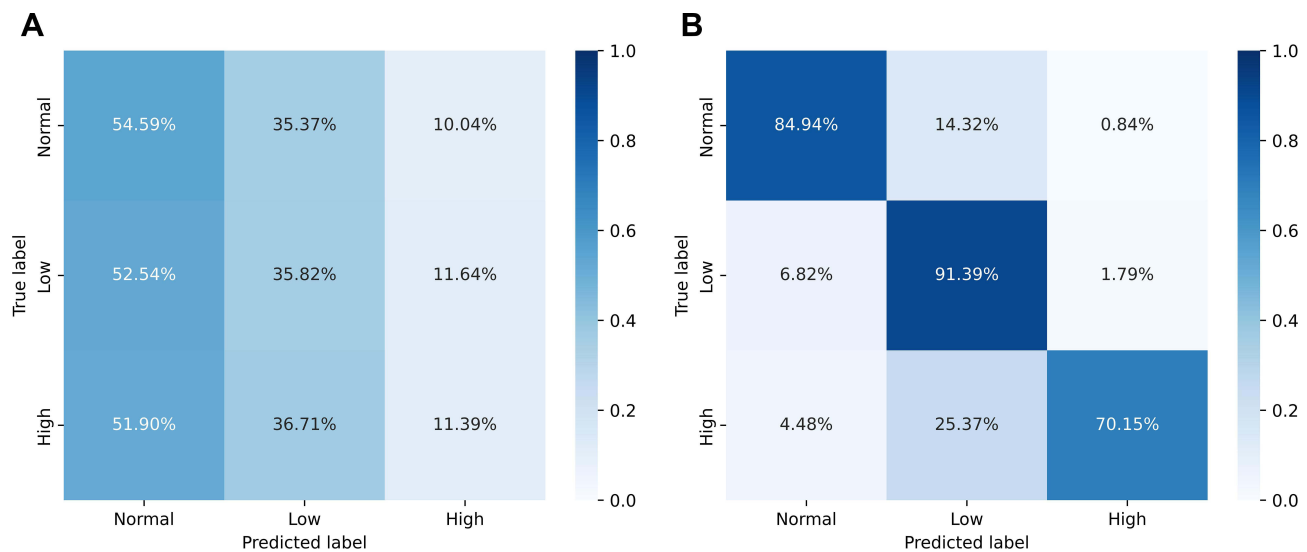 A
B
1.0
0.8
0.6
0.4
0.2
0.0
54.59% 35.37% 10.04%
52.54% 35.82% 11.64%
51.90% 36.71% 11.39%
True label
Normal
Low
High
Normal Low High
Predicted label
1.0
0.8
0.6
0.4
0.2
0.0
84.94% 14.32% 0.84%
6.82% 91.39% 1.79%
4.48% 25.37% 70.15%
True label
Normal
Low
High
Normal Low High
Predicted label